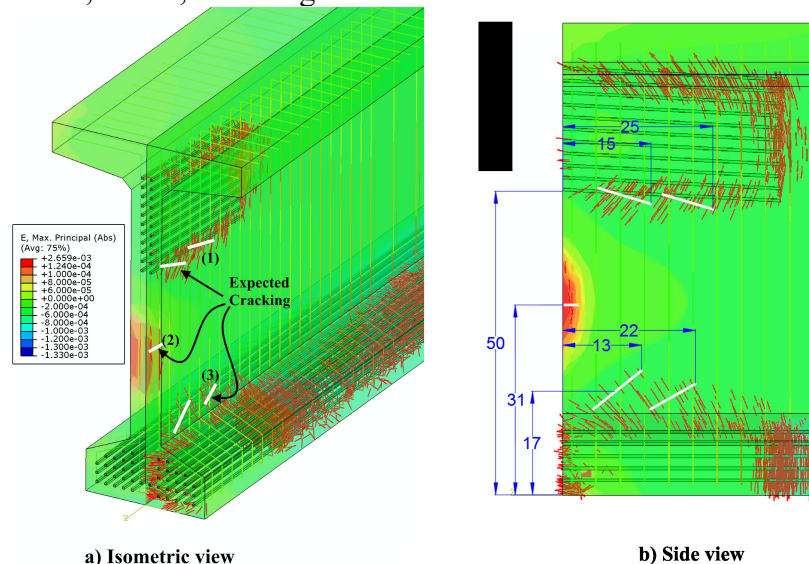 E, Max. Principal (Abs)
(Avg: 75%)
+2.659e-03
+1.240e-04
+8.000e-05
+6.000e-05
+0.000e+00
-2.000e-04
-6.000e-04
-8.000e-04
-1.000e-03
-1.200e-03
-1.300e-03
-1.330e-03
(1)
Expected
Cracking
(2)
(3)
z
a) Isometric view
25
15
50
31
17
22
13
b) Side view